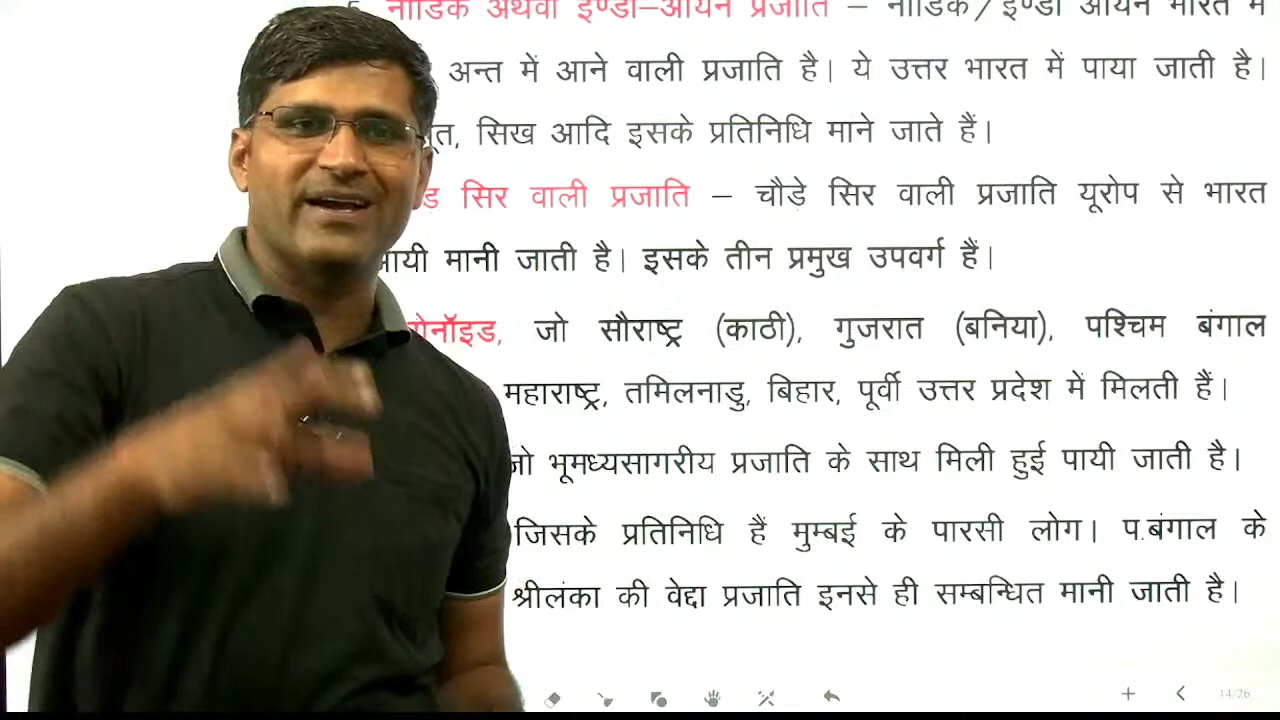 5. नॉर्डिक अथवा इण्डो–आर्यन प्रजाति – नॉर्डिक/इण्डो आर्यन भारत में
अन्त में आने वाली प्रजाति है। ये उत्तर भारत में पाया जाती है।
सिख आदि इसके प्रतिनिधि माने जाते हैं।
सिर वाली प्रजाति – चौड़े सिर वाली प्रजाति यूरोप से भारत
मानी जाती है। इसके तीन प्रमुख उपवर्ग हैं।
जो सौराष्ट्र (काठी), गुजरात (बनिया), पश्चिम बंगाल
महाराष्ट्र, तमिलनाडु, बिहार, पूर्वी उत्तर प्रदेश में मिलती हैं।
जो भूमध्यसागरीय प्रजाति के साथ मिली हुई पायी जाती है।
जिसके प्रतिनिधि हैं मुम्बई के पारसी लोग। प.बंगाल के
श्रीलंका की वेद्दा प्रजाति इनसे ही सम्बन्धित मानी जाती है।
14/26